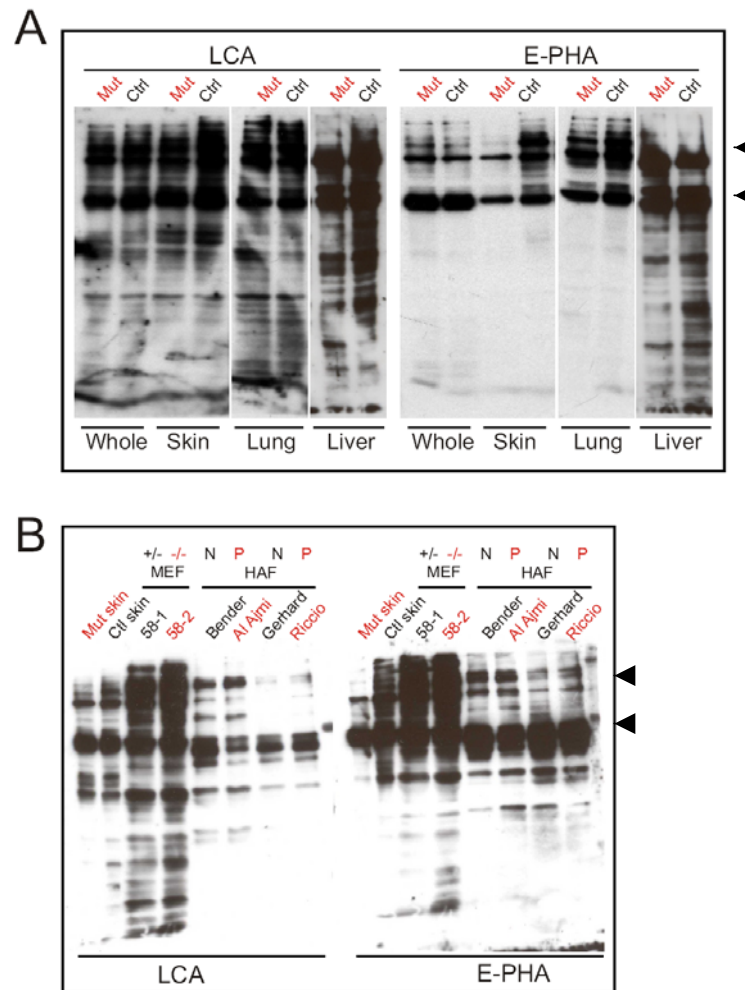 A
LCA E-PHA
Mut Ctrl Mut Ctrl Mut Ctrl Mut Ctrl Mut Ctrl Mut Ctrl Mut Ctrl Mut Ctrl
Whole Skin Lung Liver Whole Skin Lung Liver
B
+/- -/- N P N P +/- -/- N P N P
MEF HAF MEF HAF
Mut skin Ctl skin 58-1 58-2 Bender Al Ajmi Gerhard Riccio Mut skin Ctl skin 58-1 58-2 Bender Al Ajmi Gerhard Riccio
LCA E-PHA